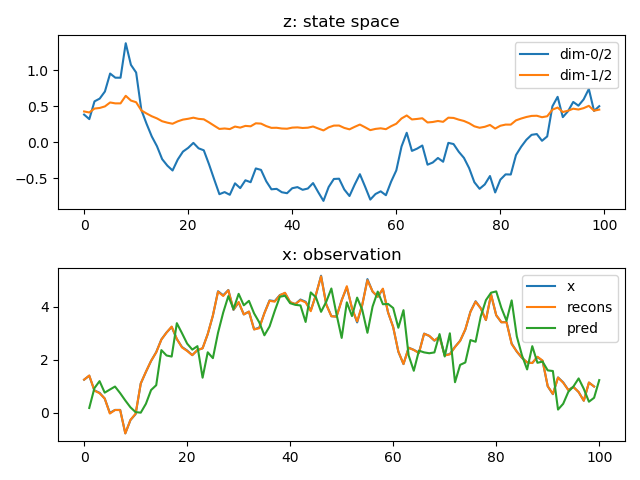 z: state space
1.0
0.5
0.0
−0.5
dim-0/2
dim-1/2
0 20 40 60 80 100
x: observation
4
2
0
x
recons
pred
0 20 40 60 80 100